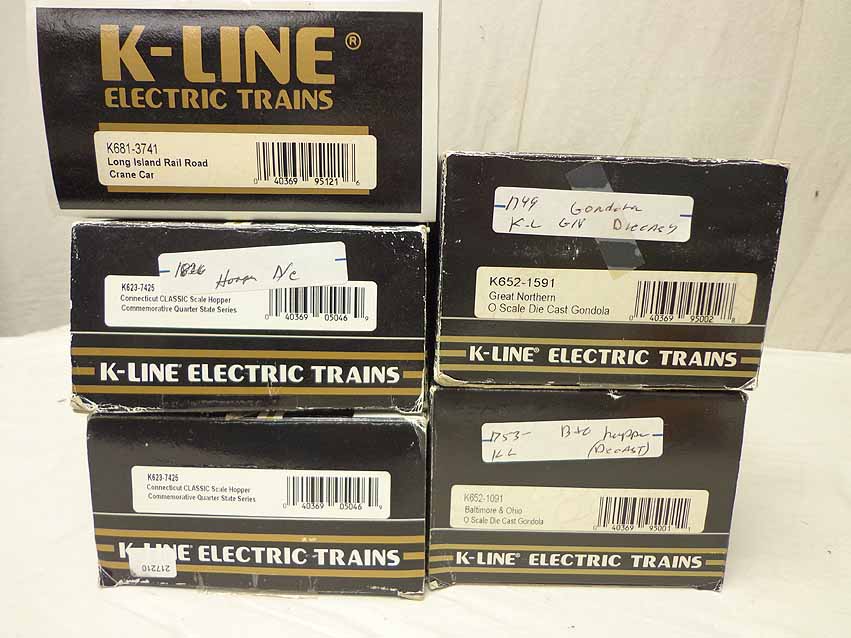 K-LINE®
ELECTRIC TRAINS
K681-3741
Long Island Rail Road
Crane Car
0 40369 95121 6
1826 Hopper D/C
K623-7425
Connecticut CLASSIC Scale Hopper
Commemorative Quarter State Series
0 40369 05046 9
K-LINE ELECTRIC TRAINS
K623-7425
Connecticut CLASSIC Scale Hopper
Commemorative Quarter State Series
0 40369 05046 9
K-LINE ELECTRIC TRAINS
217210
1749 Gondola
K-L GN Diecast
K652-1591
Great Northern
O Scale Die Cast Gondola
0 40369 95002 8
K-LINE® ELECTRIC TRAINS
1753- B+O hopper
KL (DIECAST)
K652-1091
Baltimore & Ohio
O Scale Die Cast Gondola
0 40369 95001 1
K-LINE® ELECTRIC TRAINS